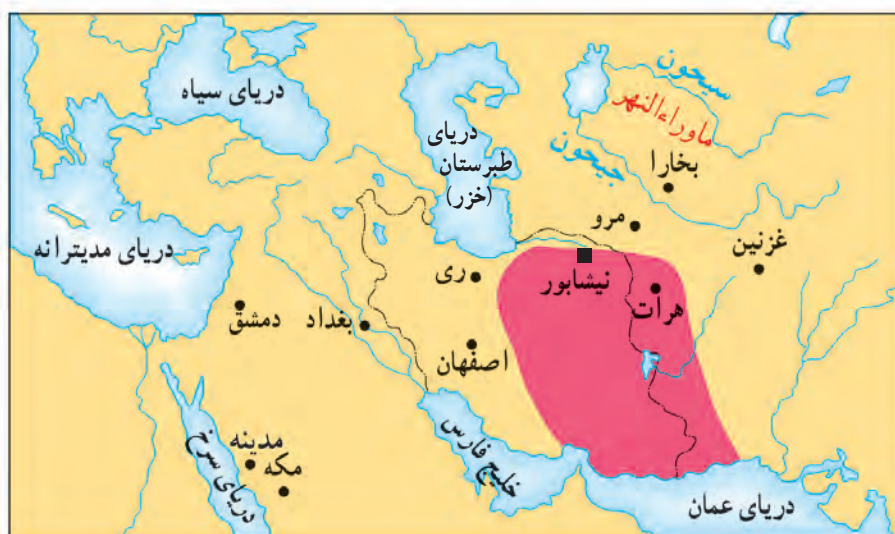 دریای سیاه
دریای
طبرستان
(خزر)
سیحون
ماوراءالنهر
جیحون
بخارا
مرو
غزنین
دریای مدیترانه
ری
نیشابور
هرات
دمشق
بغداد
اصفهان
خلیج فارس
مدینه
مکه
دریای سرخ
دریای عمان